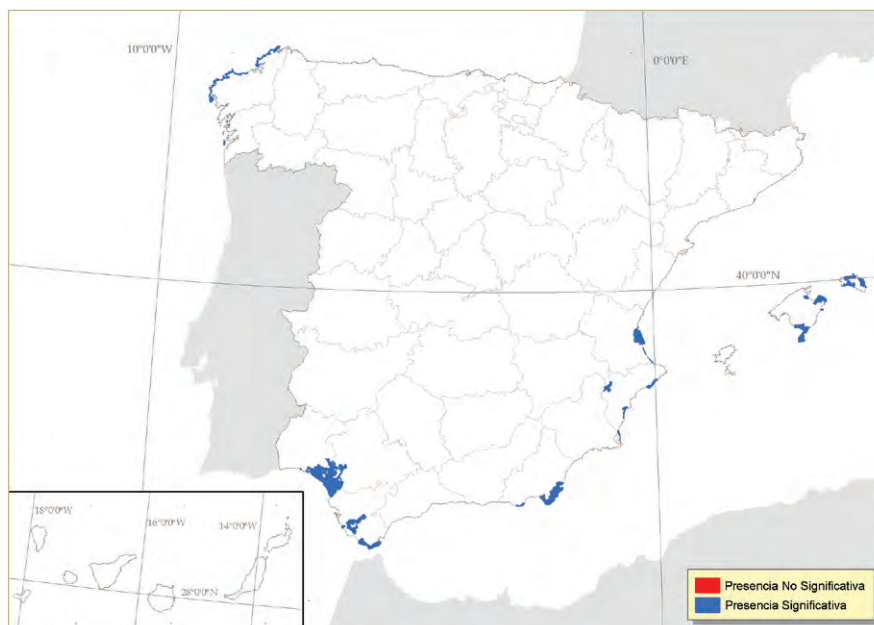 10°0'0"W
0°0'0"E
40°0'0"N
18°0'0"W
16°0'0"W
14°0'0"W
28°0'0"N
Presencia No Significativa
Presencia Significativa